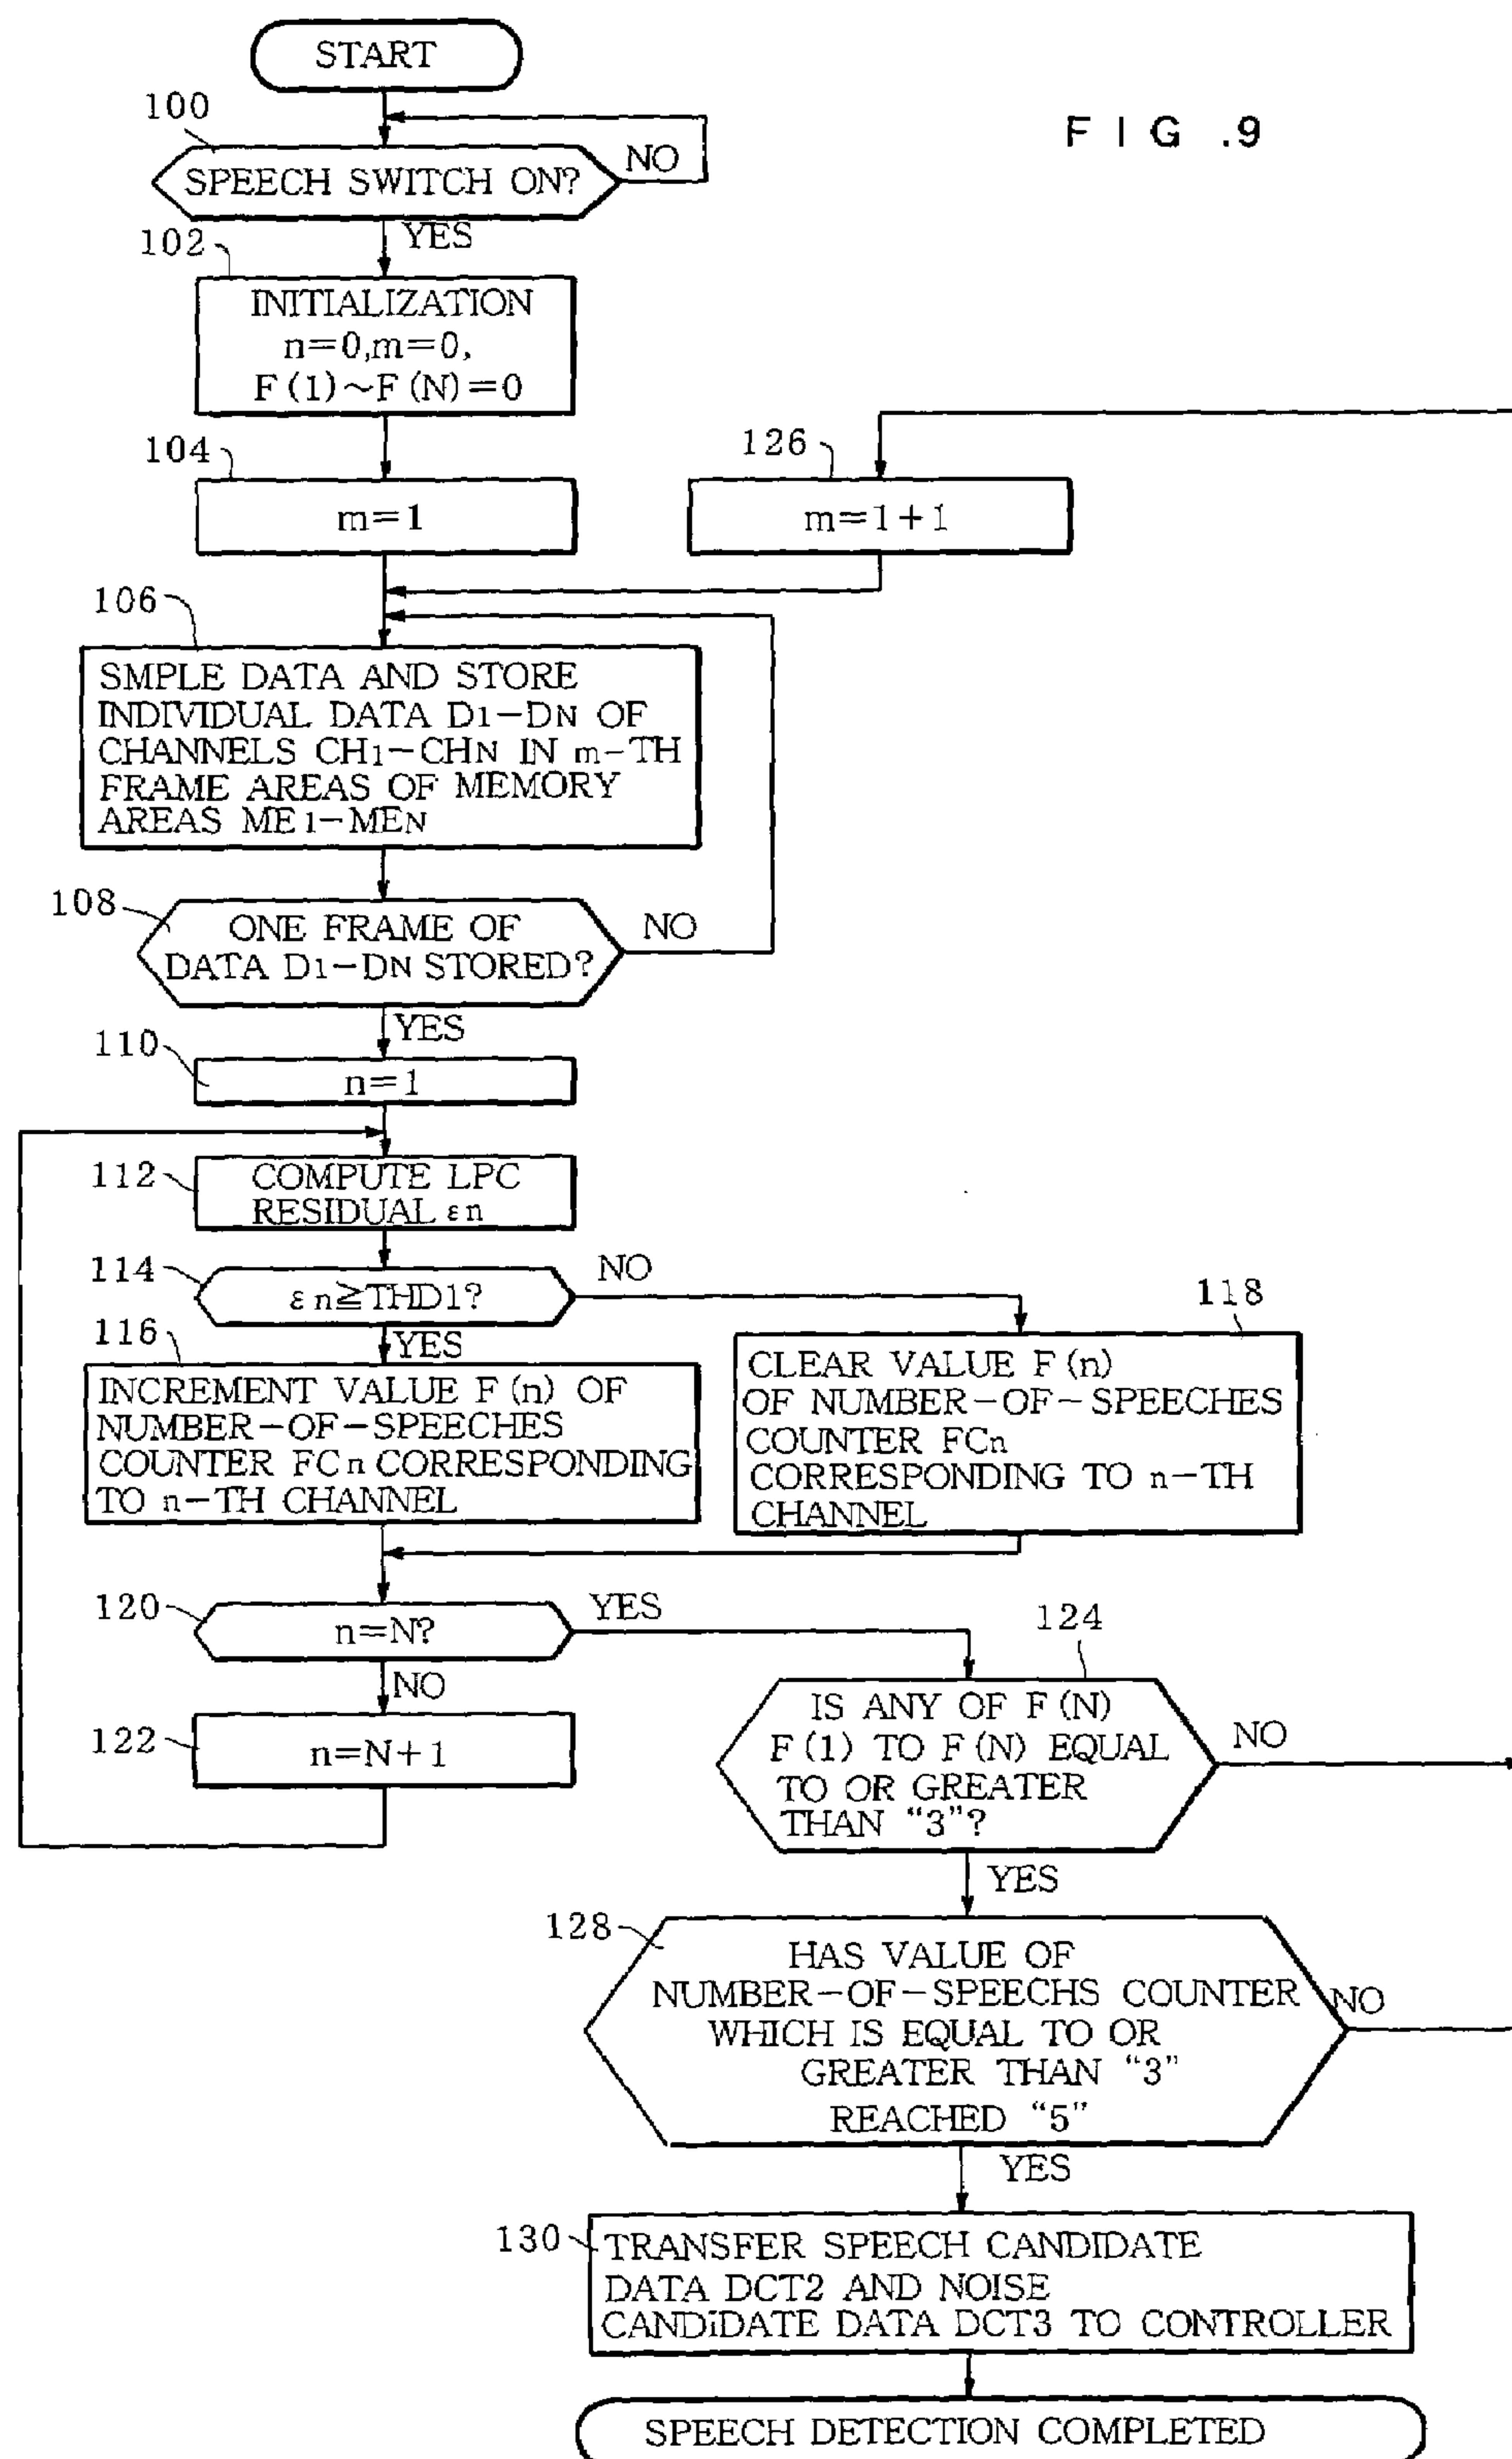 START
FIG.9
100
NO
SPEECH SWITCH ON?
YES
102
INITIALIZATION
n=0,m=0,
F(1)~F(N)=0
104
m=1
126
m=1+1
106
SMPLE DATA AND STORE
INDIVIDUAL DATA D1-DN OF
CHANNELS CH1-CHN IN m-TH
FRAME AREAS OF MEMORY
AREAS ME1-MEN
108
ONE FRAME OF
DATA D1-DN STORED?
NO
YES
110
n=1
112
COMPUTE LPC
RESIDUAL εn
114
εn≧THD1?
NO
YES
116
INCREMENT VALUE F(n) OF
NUMBER-OF-SPEECHES
COUNTER FCn CORRESPONDING
TO n-TH CHANNEL
118
CLEAR VALUE F(n)
OF NUMBER-OF-SPEECHES
COUNTER FCn
CORRESPONDING TO n-TH
CHANNEL
120
n=N?
YES
NO
122
n=N+1
124
IS ANY OF F(N)
F(1) TO F(N) EQUAL
TO OR GREATER
THAN “3”?
NO
YES
128
HAS VALUE OF
NUMBER-OF-SPEECHS COUNTER
WHICH IS EQUAL TO OR
GREATER THAN “3”
REACHED “5”
NO
YES
130
TRANSFER SPEECH CANDIDATE
DATA DCT2 AND NOISE
CANDiDATE DATA DCT3 TO CONTROLLER
SPEECH DETECTION COMPLETED